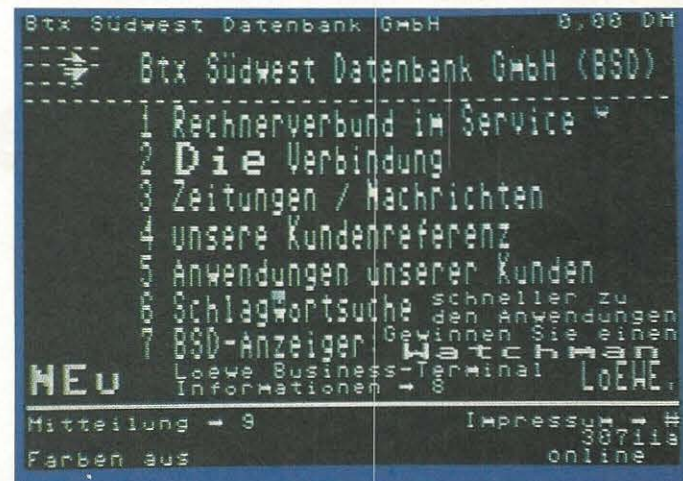 Btx Südwest Datenbank GmbH 0,00 DM
Btx Südwest Datenbank GmbH (BSD)
1 Rechnerverbund im Service
2 Die Verbindung
3 Zeitungen / Nachrichten
4 unsere Kundenreferenz
5 Anwendungen unserer Kunden
6 Schlagwortsuche schneller zu
den Anwendungen
7 BSD-Anzeiger: Gewinnen Sie einen
Watchman
NEu Loewe Business-Terminal
Informationen → 8 LoEWE.
Mitteilung → 9 Impressum → #
38711a
Farben aus online